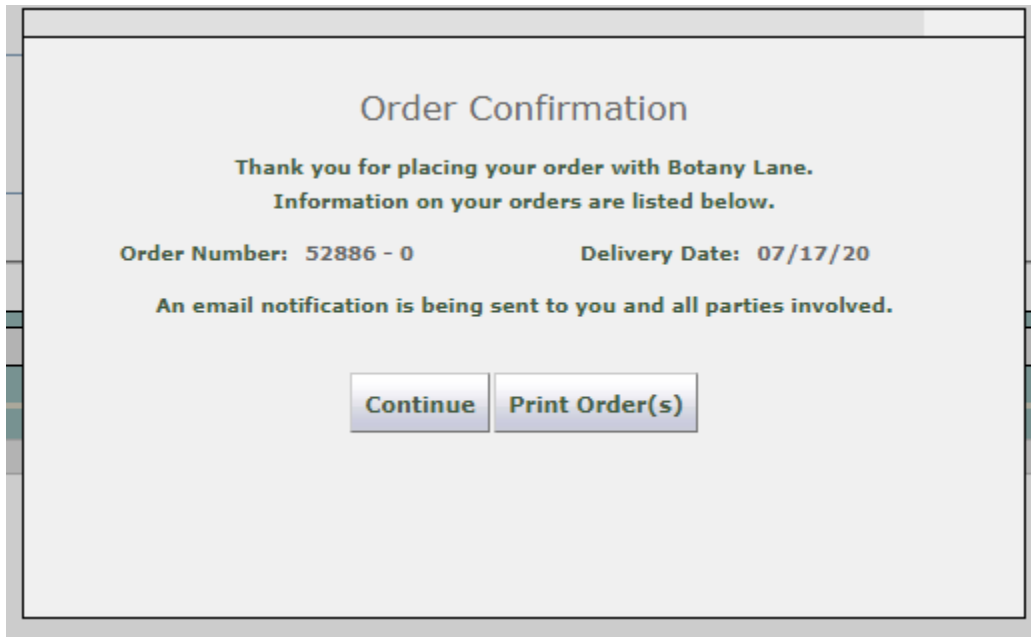 Order Confirmation
Thank you for placing your order with Botany Lane.
Information on your orders are listed below.
Order Number: 52886 - 0 Delivery Date: 07/17/20
An email notification is being sent to you and all parties involved.
Continue Print Order(s)